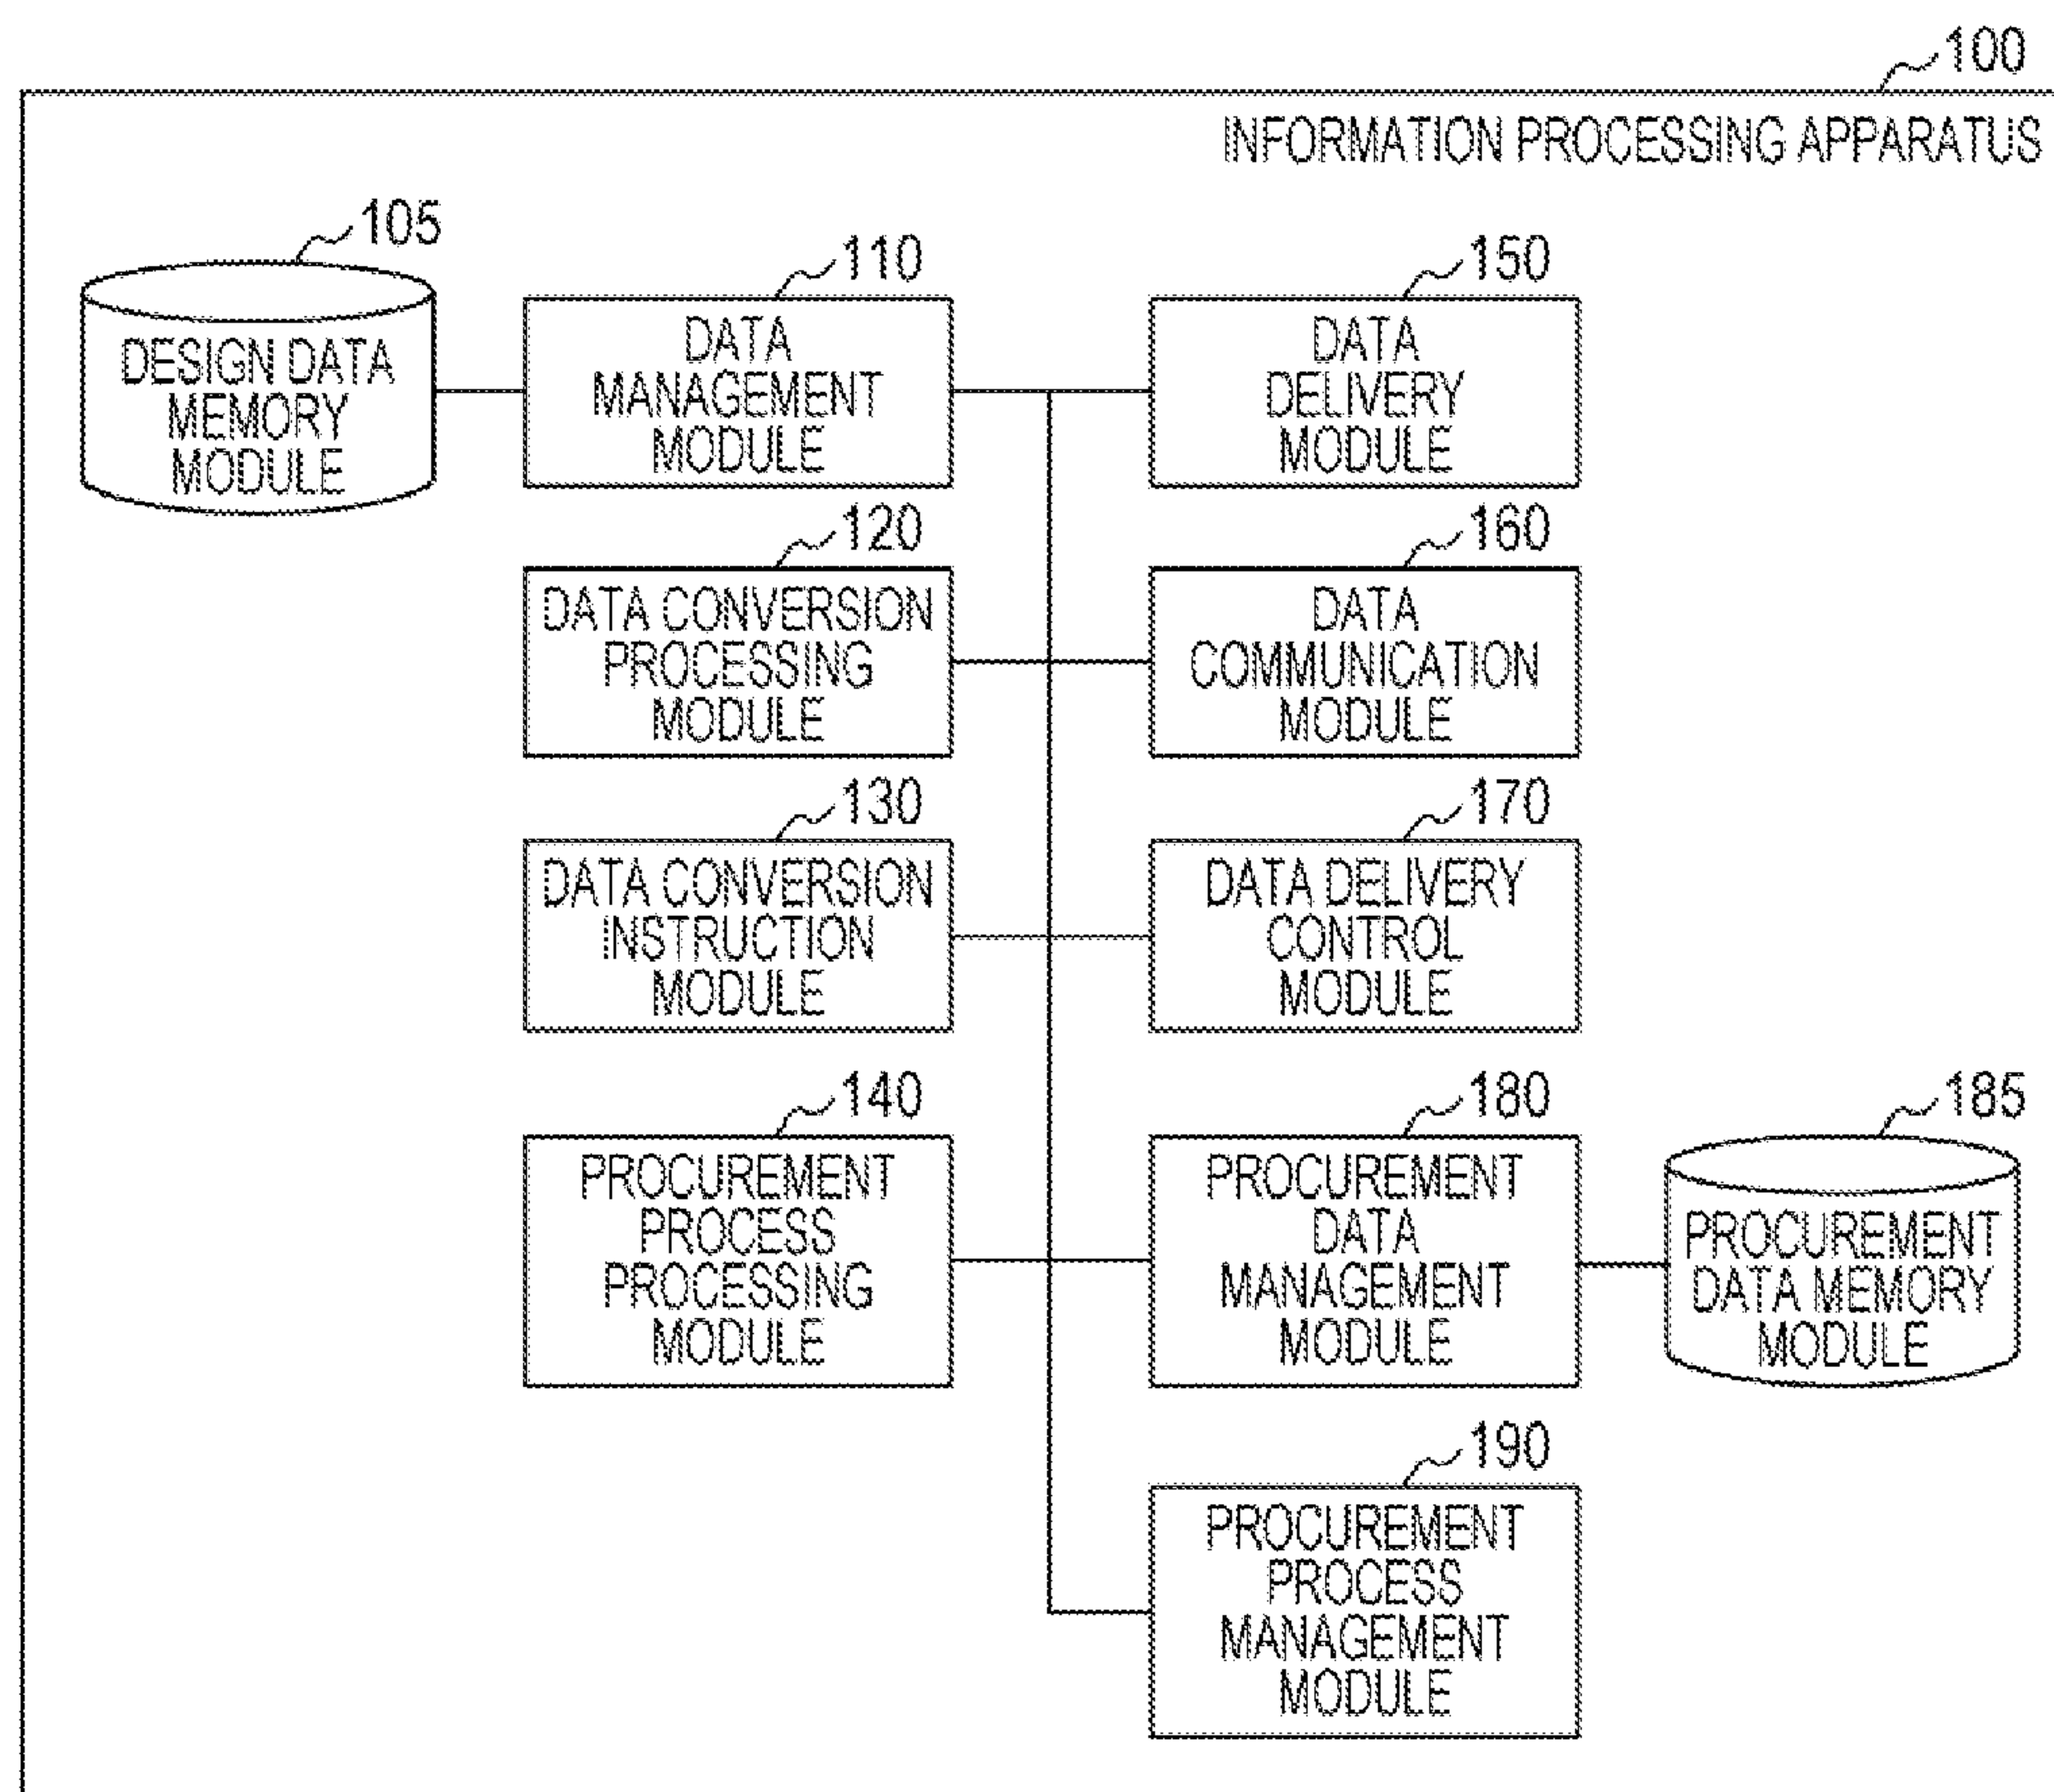 100
INFORMATION PROCESSING APPARATUS
105
DESIGN DATA
MEMORY
MODULE
110
DATA
MANAGEMENT
MODULE
150
DATA
DELIVERY
MODULE
120
DATA CONVERSION
PROCESSING
MODULE
160
DATA
COMMUNICATION
MODULE
130
DATA CONVERSION
INSTRUCTION
MODULE
170
DATA DELIVERY
CONTROL
MODULE
140
PROCUREMENT
PROCESS
PROCESSING
MODULE
180
PROCUREMENT
DATA
MANAGEMENT
MODULE
185
PROCUREMENT
DATA MEMORY
MODULE
190
PROCUREMENT
PROCESS
MANAGEMENT
MODULE